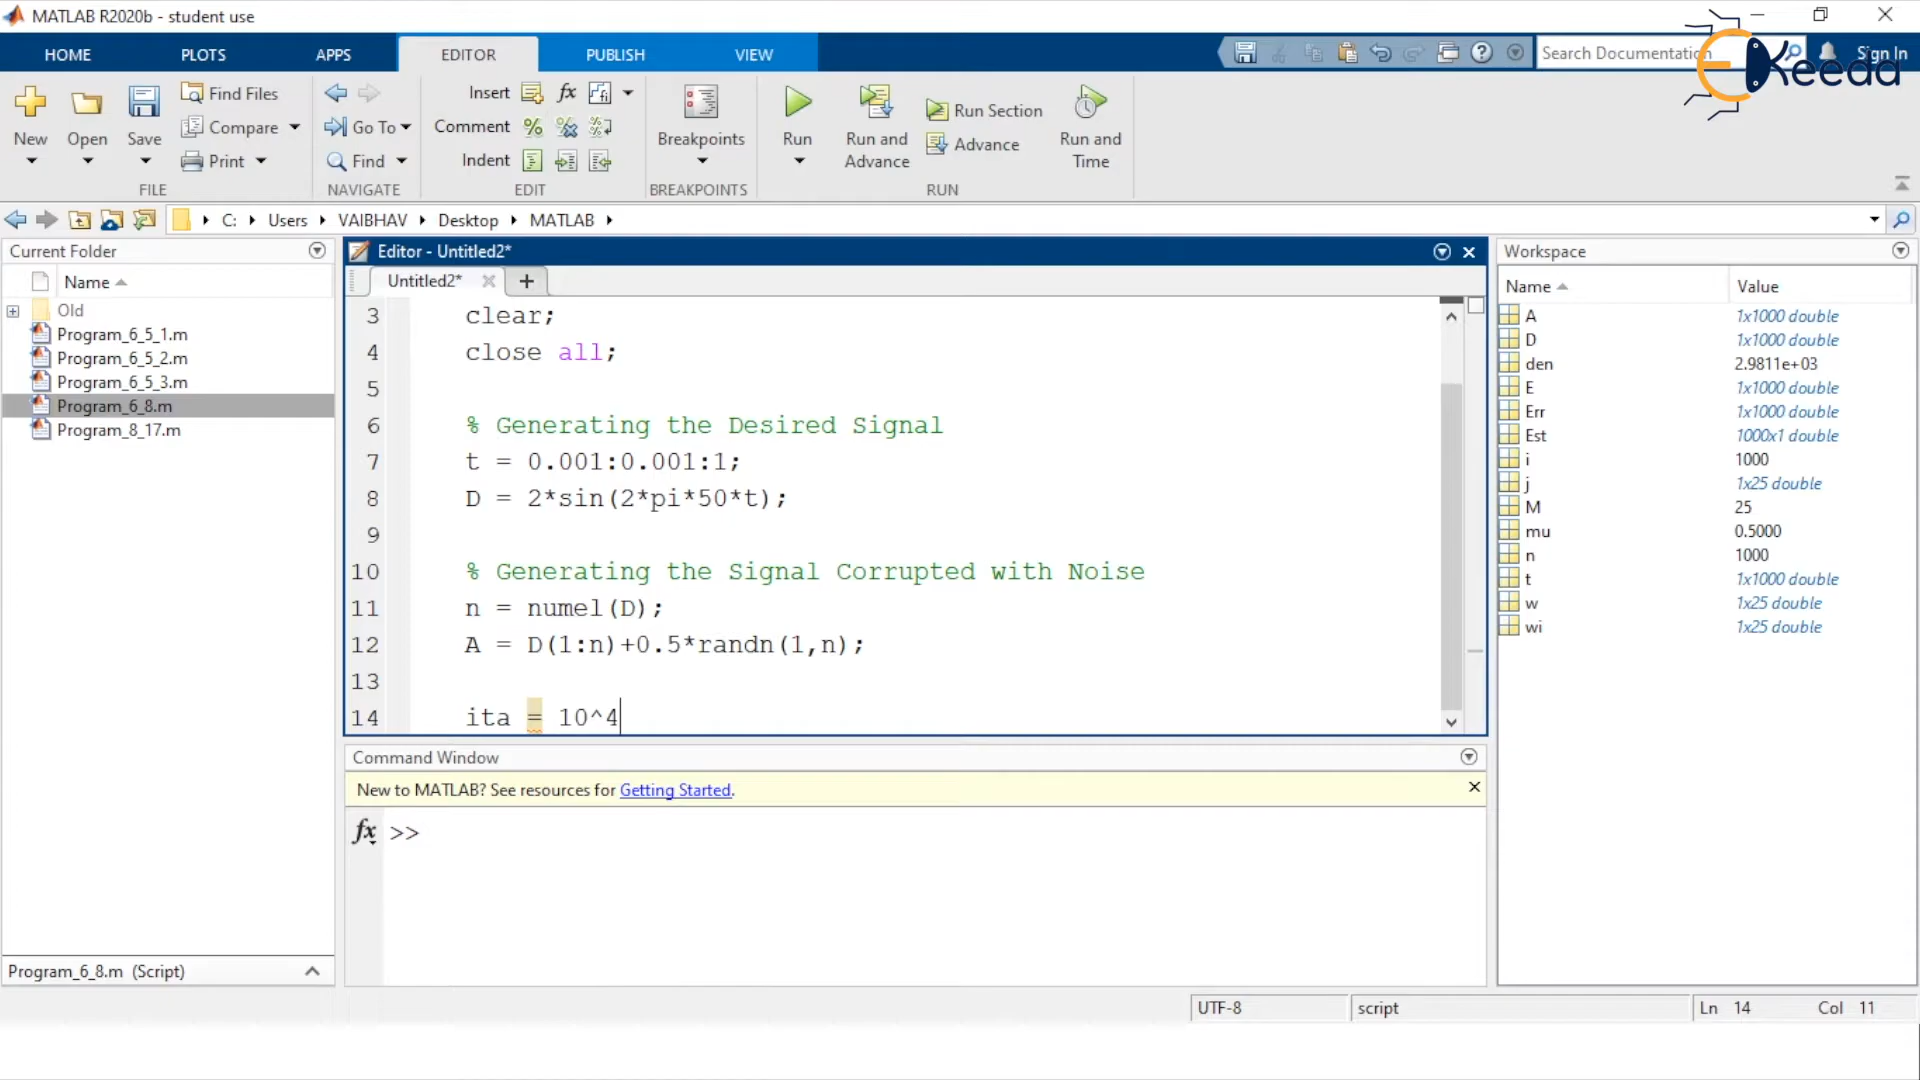 MATLAB R2020b - student use
HOME PLOTS APPS EDITOR PUBLISH VIEW
Search Documentation
Sign In
EKeeda
New
Open
Save
Find Files
Compare
Print
FILE
Go To
Find
NAVIGATE
Insert fx
Comment
Indent
EDIT
Breakpoints
BREAKPOINTS
Run
Run and Advance
Run Section
Advance
Run and Time
RUN
C: Users VAIBHAV Desktop MATLAB
Current Folder
Name
Old
Program_6_5_1.m
Program_6_5_2.m
Program_6_5_3.m
Program_6_8.m
Program_8_17.m
Program_6_8.m (Script)
Editor - Untitled2*
Untitled2* +
3 clear;
4 close all;
5
6 % Generating the Desired Signal
7 t = 0.001:0.001:1;
8 D = 2*sin(2*pi*50*t);
9
10 % Generating the Signal Corrupted with Noise
11 n = numel(D);
12 A = D(1:n)+0.5*randn(1,n);
13
14 ita = 10^4
Command Window
New to MATLAB? See resources for Getting Started.
fx >>
Workspace
Name Value
A 1x1000 double
D 1x1000 double
den 2.9811e+03
E 1x1000 double
Err 1x1000 double
Est 1000x1 double
i 1000
j 1x25 double
M 25
mu 0.5000
n 1000
t 1x1000 double
w 1x25 double
wi 1x25 double
UTF-8 script Ln 14 Col 11